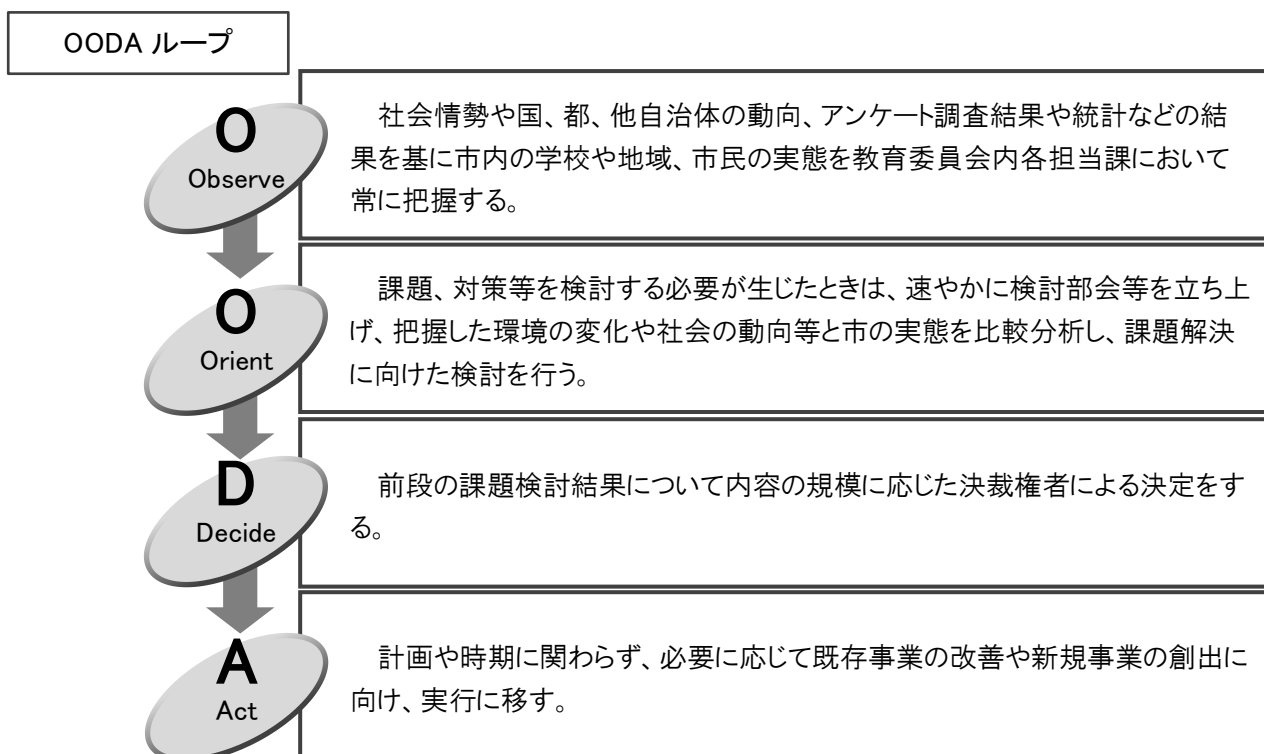 OODA ループ
O
Observe
社会情勢や国、都、他自治体の動向、アンケート調査結果や統計などの結
果を基に市内の学校や地域、市民の実態を教育委員会内各担当課において
常に把握する。
O
Orient
課題、対策等を検討する必要が生じたときは、速やかに検討部会等を立ち上
げ、把握した環境の変化や社会の動向等と市の実態を比較分析し、課題解決
に向けた検討を行う。
D
Decide
前段の課題検討結果について内容の規模に応じた決裁権者による決定をす
る。
A
Act
計画や時期に関わらず、必要に応じて既存事業の改善や新規事業の創出に
向け、実行に移す。